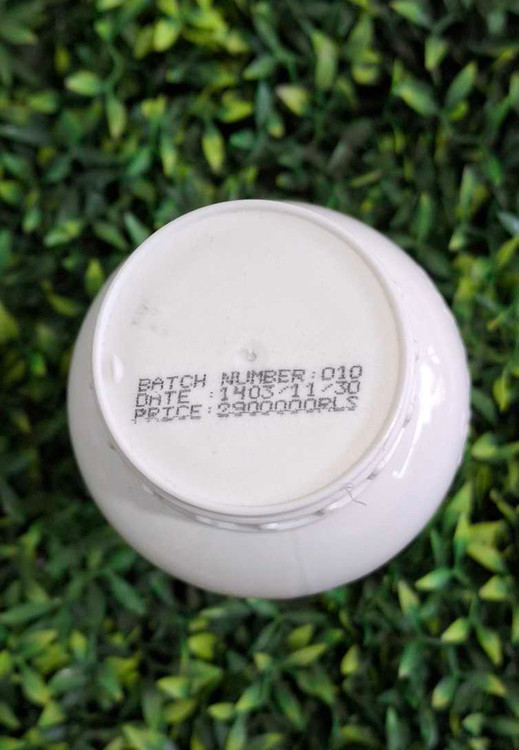 BATCH NUMBER:010
DATE :1403/11/30
PRICE:2900000RLS